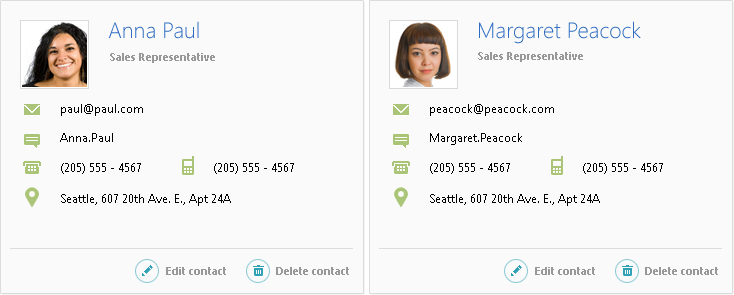 Anna Paul
Sales Representative
paul@paul.com
Anna.Paul
(205) 555 - 4567 (205) 555 - 4567
Seattle, 607 20th Ave. E., Apt 24A
Edit contact Delete contact
Margaret Peacock
Sales Representative
peacock@peacock.com
Margaret.Peacock
(205) 555 - 4567 (205) 555 - 4567
Seattle, 607 20th Ave. E., Apt 24A
Edit contact Delete contact